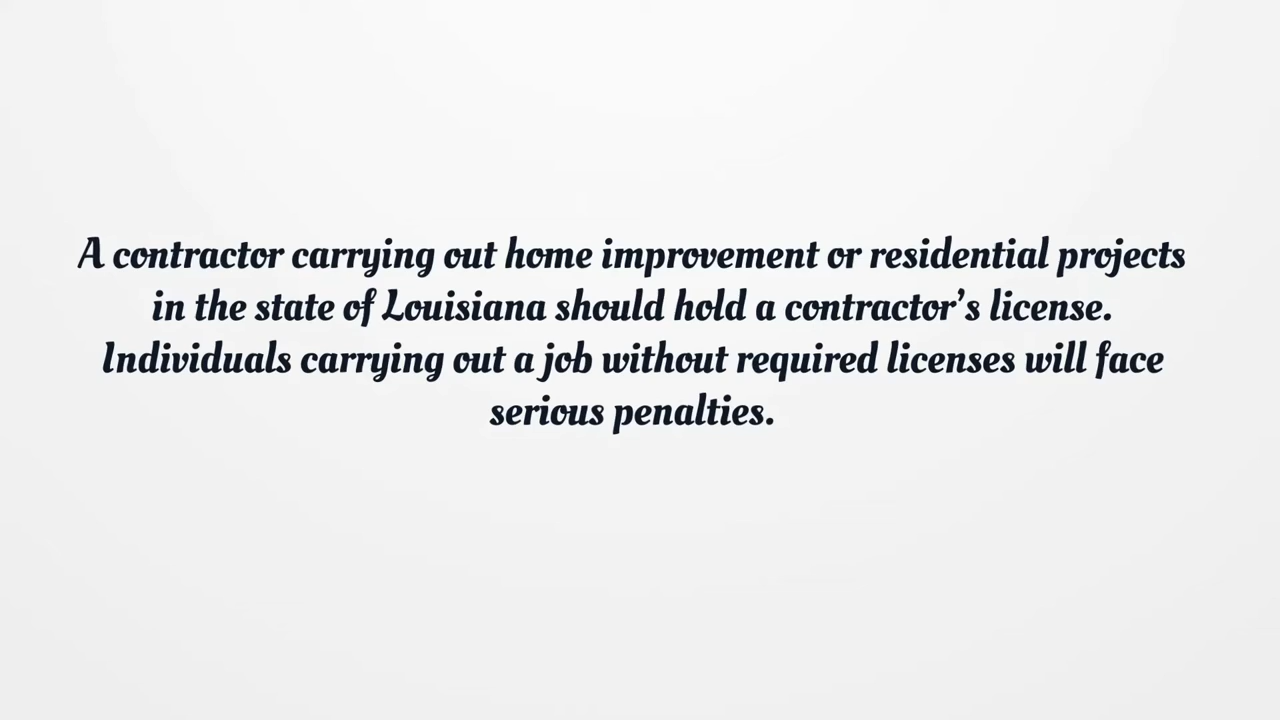 A contractor carrying out home improvement or residential projects
in the state of Louisiana should hold a contractor's license.
Individuals carrying out a job without required licenses will face
serious penalties.